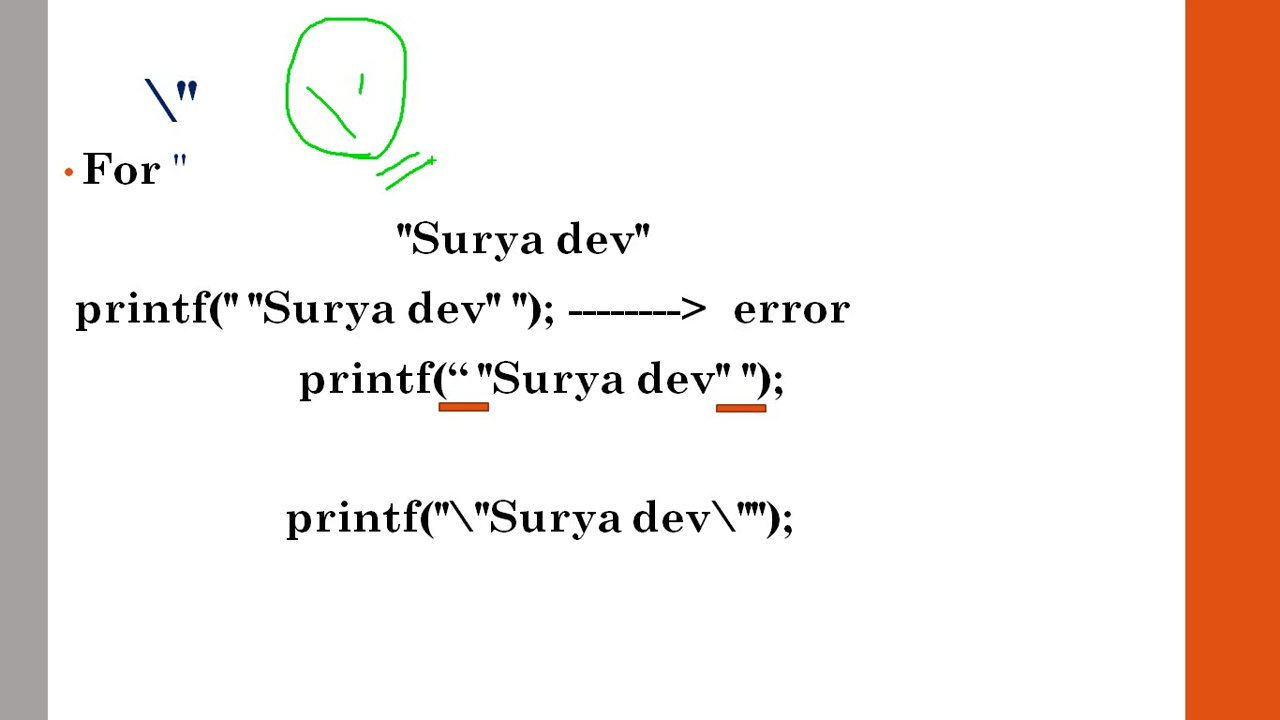 \"
\'
• For "
"Surya dev"
printf(" "Surya dev" "); --------> error
printf(“ "Surya dev" ");
printf("\"Surya dev\"");